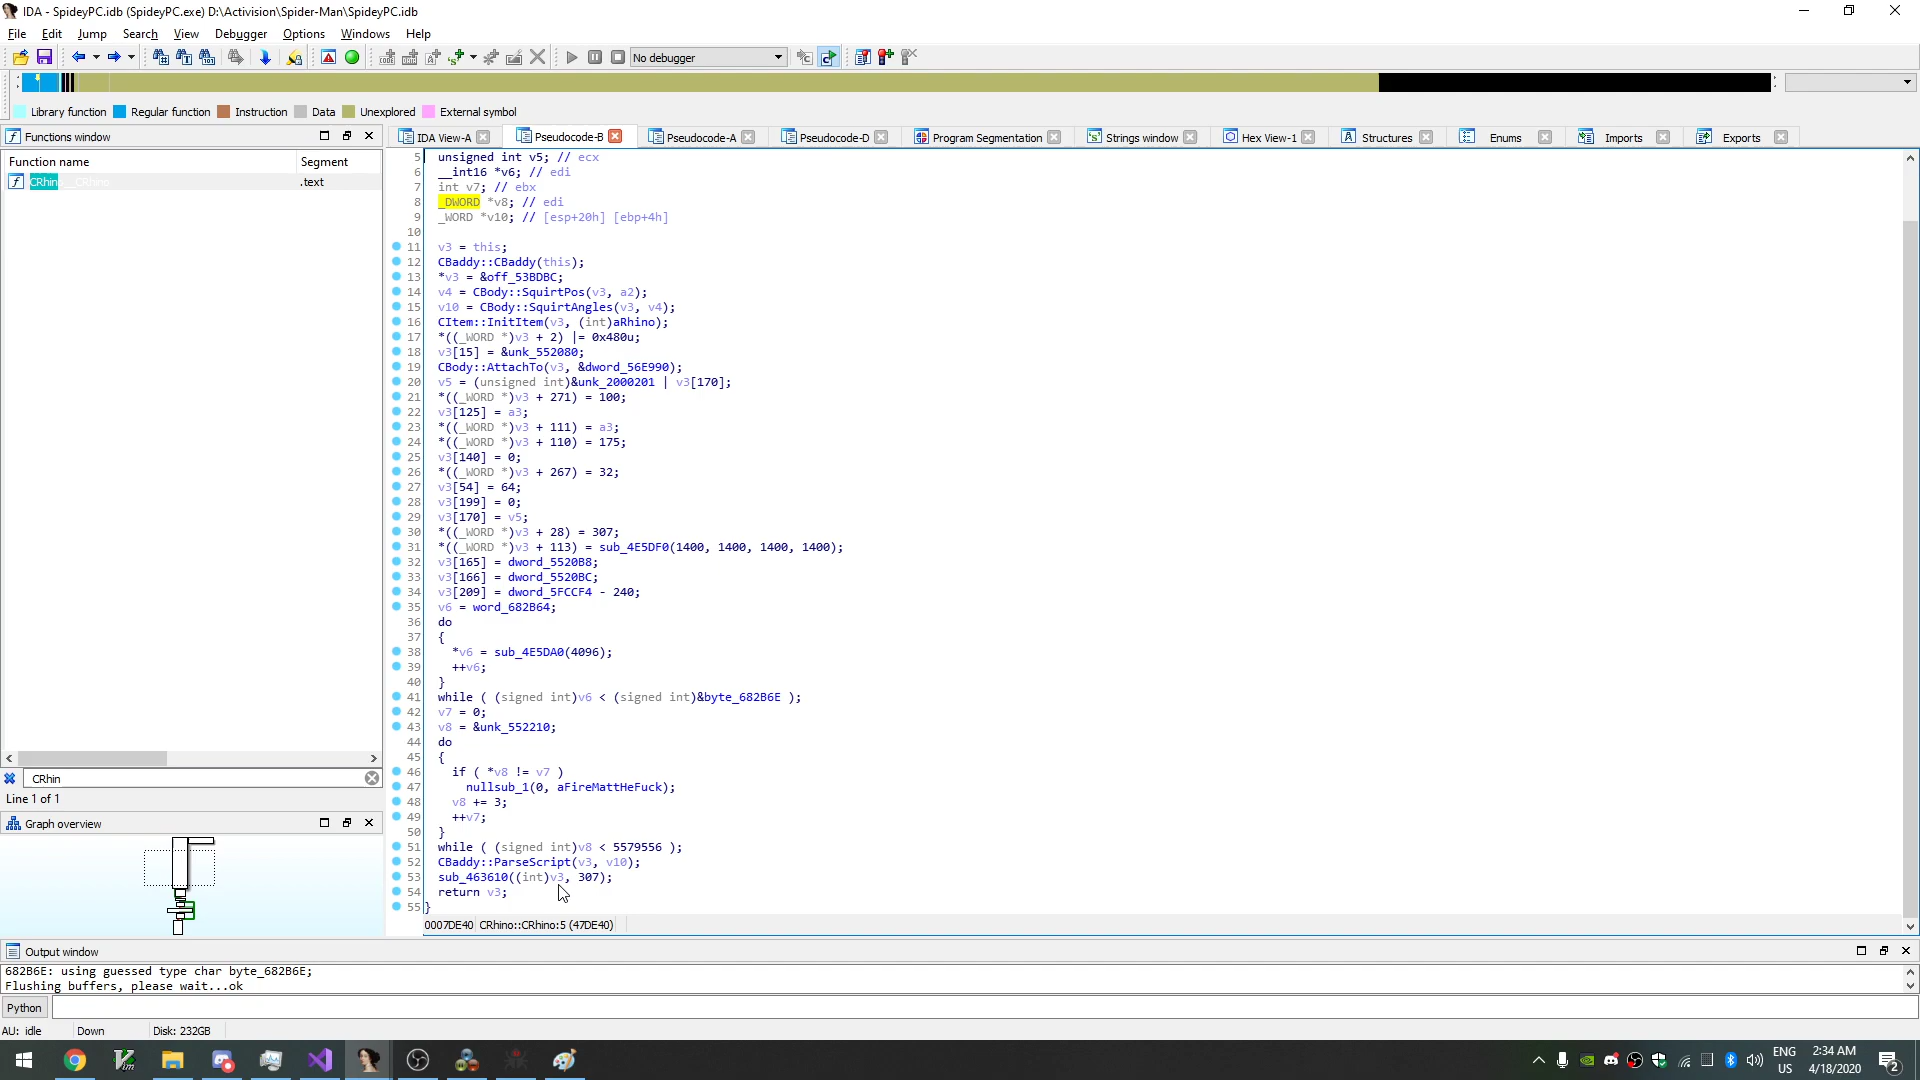 IDA - SpideyPC.idb (SpideyPC.exe) D:\Activision\Spider-Man\SpideyPC.idb
File Edit Jump Search View Debugger Options Windows Help
No debugger
Library function Regular function Instruction Data Unexplored External symbol
Functions window
IDA View-A Pseudocode-B Pseudocode-A Pseudocode-D Program Segmentation Strings window Hex View-1 Structures Enums Imports Exports
Function name Segment
CRhino::CRhino .text
5 unsigned int v5; // ecx
6 __int16 *v6; // edi
7 int v7; // ebx
8 _DWORD *v8; // edi
9 _WORD *v10; // [esp+20h] [ebp+4h]
10
11 v3 = this;
12 CBaddy::CBaddy(this);
13 *v3 = &off_53BDBC;
14 v4 = CBody::SquirtPos(v3, a2);
15 v10 = CBody::SquirtAngles(v3, v4);
16 CItem::InitItem(v3, (int)aRhino);
17 *((_WORD *)v3 + 2) |= 0x480u;
18 v3[15] = &unk_552080;
19 CBody::AttachTo(v3, &dword_56E990);
20 v5 = (unsigned int)&unk_2000201 | v3[170];
21 *((_WORD *)v3 + 271) = 100;
22 v3[125] = a3;
23 *((_WORD *)v3 + 111) = a3;
24 *((_WORD *)v3 + 110) = 175;
25 v3[140] = 0;
26 *((_WORD *)v3 + 267) = 32;
27 v3[54] = 64;
28 v3[199] = 0;
29 v3[170] = v5;
30 *((_WORD *)v3 + 28) = 307;
31 *((_WORD *)v3 + 113) = sub_4E5DF0(1400, 1400, 1400, 1400);
32 v3[165] = dword_5520B8;
33 v3[166] = dword_5520BC;
34 v3[209] = dword_5FCCF4 - 240;
35 v6 = word_682B64;
36 do
37 {
38 *v6 = sub_4E5DA0(4096);
39 ++v6;
40 }
41 while ( (signed int)v6 < (signed int)&byte_682B6E );
42 v7 = 0;
43 v8 = &unk_552210;
44 do
45 {
46 if ( *v8 != v7 )
47 nullsub_1(0, aFireMattHeFuck);
48 v8 += 3;
49 ++v7;
50 }
51 while ( (signed int)v8 < 5579556 );
52 CBaddy::ParseScript(v3, v10);
53 sub_463610((int)v3, 307);
54 return v3;
55 }
0007DE40 CRhino::CRhino:5 (47DE40)
CRhin
Line 1 of 1
Graph overview
Output window
682B6E: using guessed type char byte_682B6E;
Flushing buffers, please wait...ok
Python
AU: idle Down Disk: 232GB
ENG
US
2:34 AM
4/18/2020
2